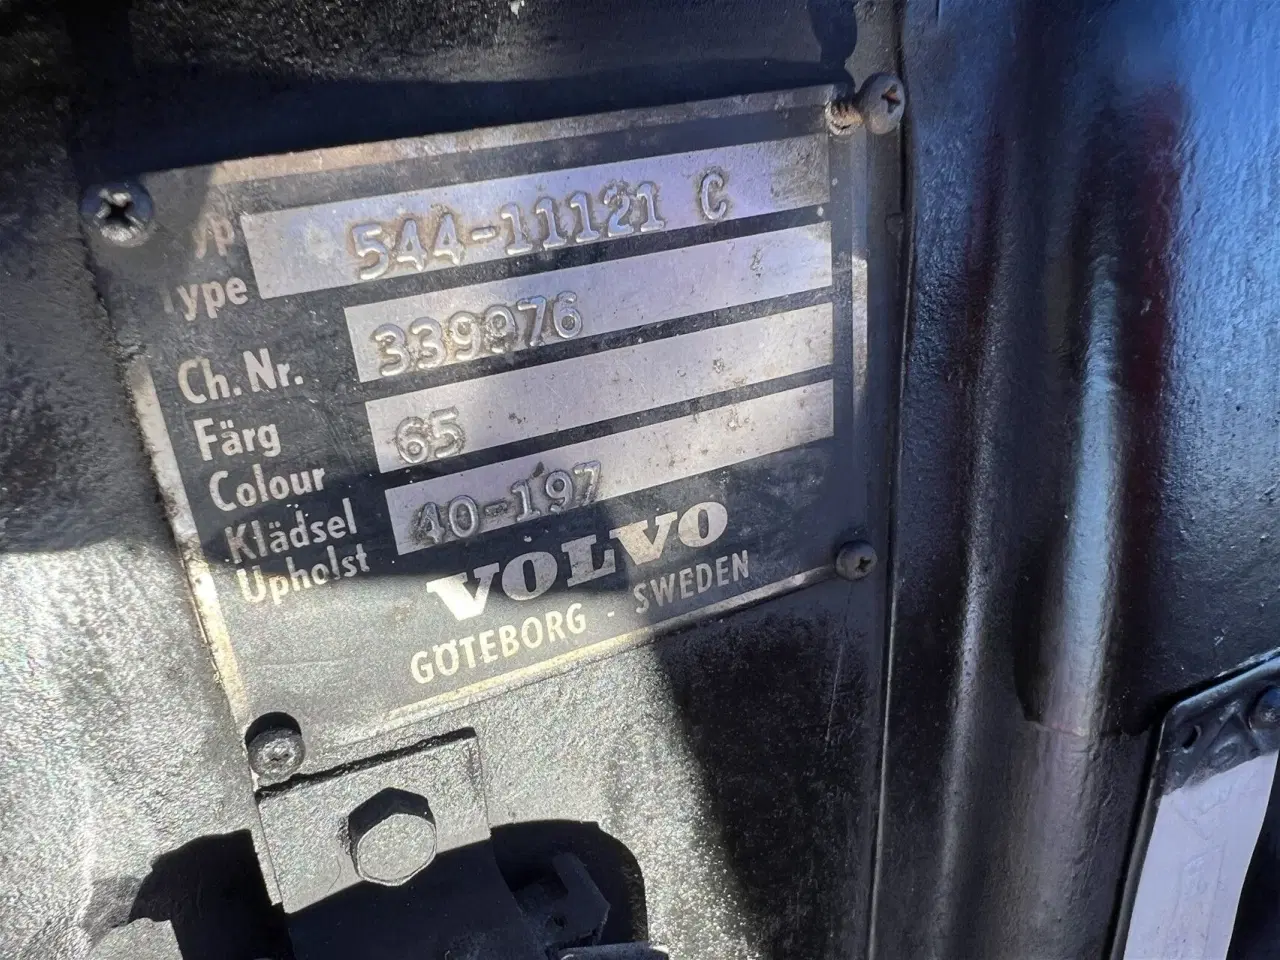 Typ 544-11121 C
Type
Ch. Nr. 339976
Färg 65
Colour
Klädsel 40-197
Upholst
VOLVO
GÖTEBORG - SWEDEN